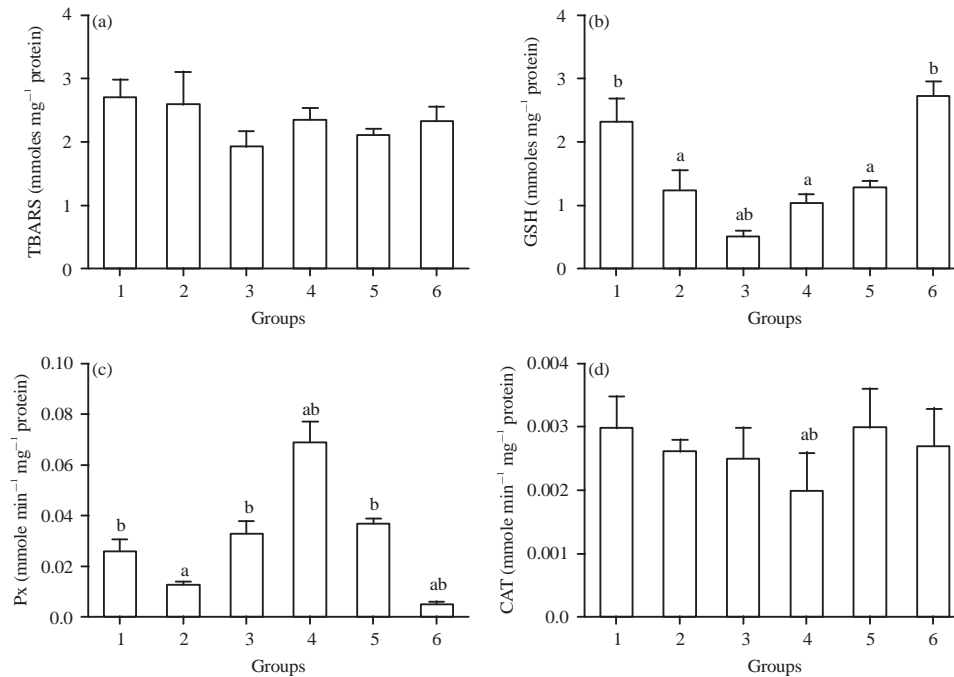 (a)
TBARS (mmoles mg⁻¹ protein)
4
3
2
1
0
1 2 3 4 5 6
Groups
(b)
GSH (mmoles mg⁻¹ protein)
4
3
2
1
0
b a ab a a b
1 2 3 4 5 6
Groups
(c)
Px (mmole min⁻¹ mg⁻¹ protein)
0.10
0.08
0.06
0.04
0.02
0.0
b a b ab b ab
1 2 3 4 5 6
Groups
(d)
CAT (mmole min⁻¹ mg⁻¹ protein)
0.004
0.003
0.002
0.001
0.0
ab
1 2 3 4 5 6
Groups